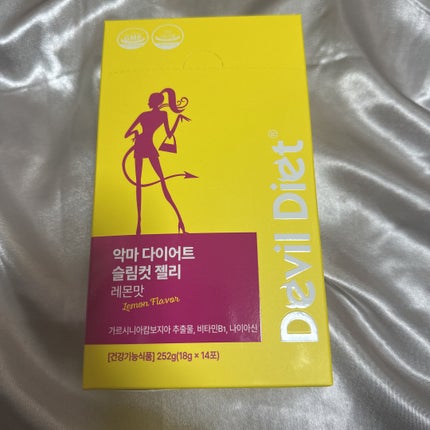 Devil Diet®
악마 다이어트
슬림컷 젤리
레몬맛
Lemon Flavor
가르시니아캄보지아 추출물, 비타민B1, 나이아신
[건강기능식품] 252g(18g × 14포)